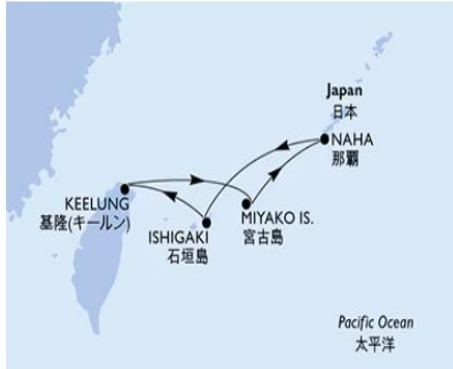 Japan
日本
NAHA
那覇
KEELUNG
基隆(キールン)
MIYAKO IS.
宮古島
ISHIGAKI
石垣島
Pacific Ocean
太平洋